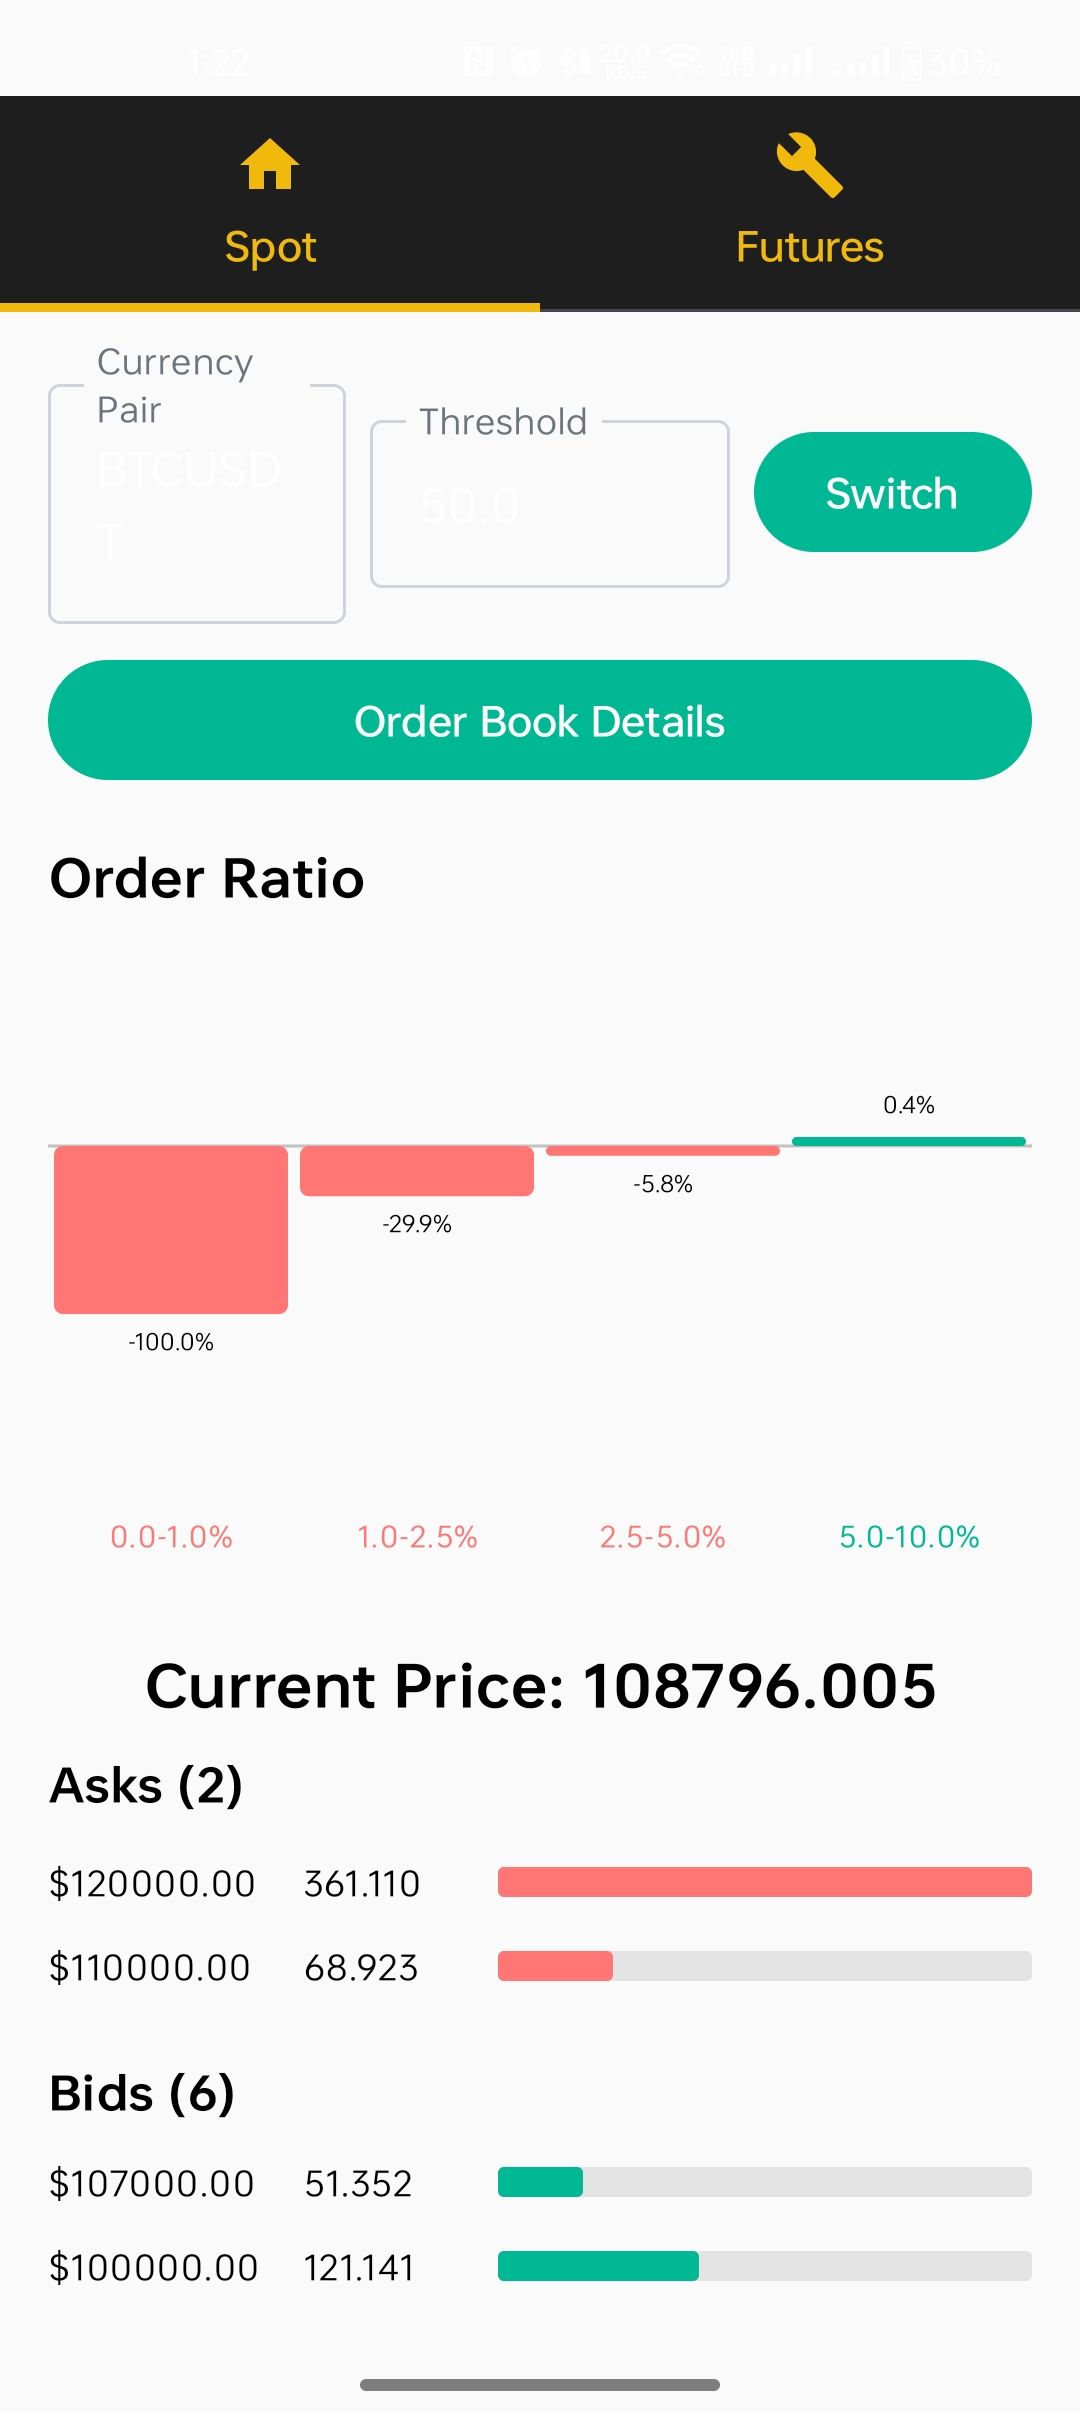 1:22 20.0 KB/S VoB LTED R 30%
Spot Futures
Currency
Pair
BTCUSD
T
Threshold
50.0
Switch
Order Book Details
Order Ratio
0.4%
-5.8%
-29.9%
-100.0%
0.0-1.0% 1.0-2.5% 2.5-5.0% 5.0-10.0%
Current Price: 108796.005
Asks (2)
$120000.00 361.110
$110000.00 68.923
Bids (6)
$107000.00 51.352
$100000.00 121.141